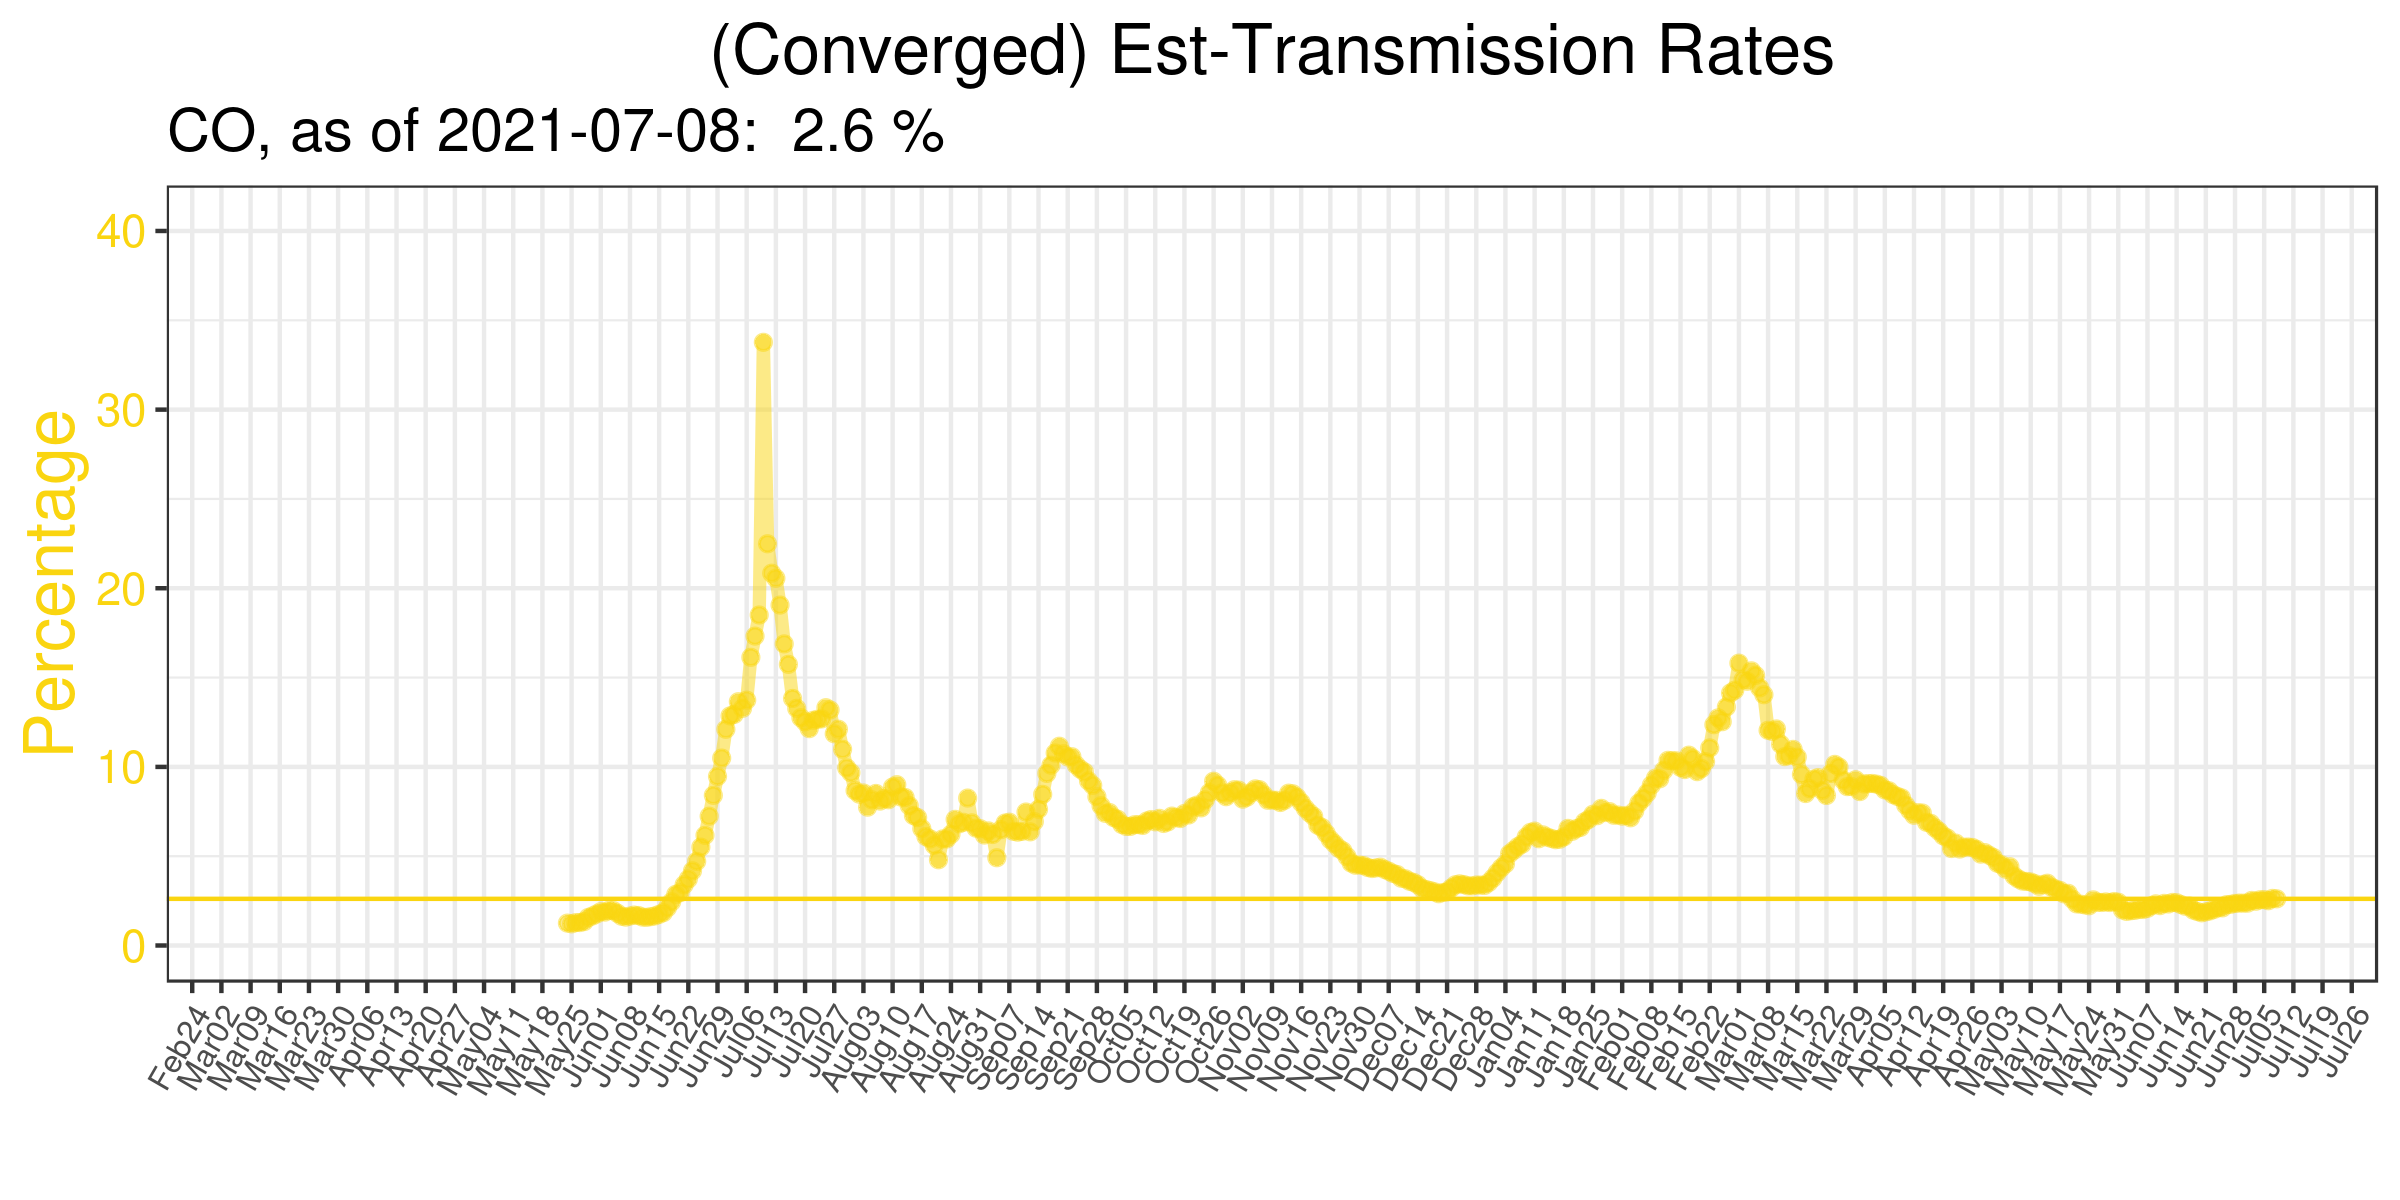 (Converged) Est-Transmission Rates
CO, as of 2021-07-08:  2.6 %
Percentage
40
30
20
10
0
Feb24
Mar02
Mar09
Mar16
Mar23
Mar30
Apr06
Apr13
Apr20
Apr27
May04
May11
May18
May25
Jun01
Jun08
Jun15
Jun22
Jun29
Jul06
Jul13
Jul20
Jul27
Aug03
Aug10
Aug17
Aug24
Aug31
Sep07
Sep14
Sep21
Sep28
Oct05
Oct12
Oct19
Oct26
Nov02
Nov09
Nov16
Nov23
Nov30
Dec07
Dec14
Dec21
Dec28
Jan04
Jan11
Jan18
Jan25
Feb01
Feb08
Feb15
Feb22
Mar01
Mar08
Mar15
Mar22
Mar29
Apr05
Apr12
Apr19
Apr26
May03
May10
May17
May24
May31
Jun07
Jun14
Jun21
Jun28
Jul05
Jul12
Jul19
Jul26